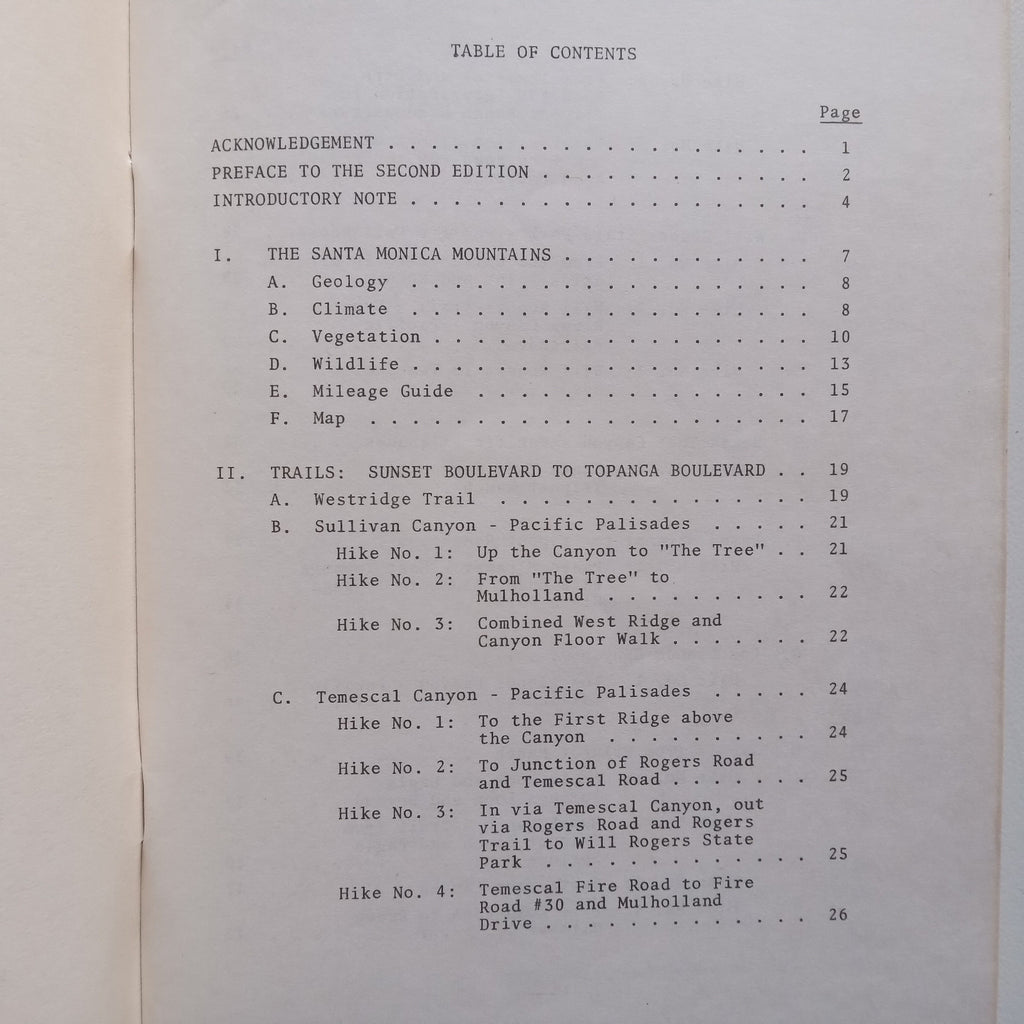 TABLE OF CONTENTS
Page
ACKNOWLEDGEMENT . . . . . . . . . . . . . . . . . . . . 1
PREFACE TO THE SECOND EDITION . . . . . . . . . . . . . 2
INTRODUCTORY NOTE . . . . . . . . . . . . . . . . . . . 4
I. THE SANTA MONICA MOUNTAINS . . . . . . . . . . . . 7
A. Geology . . . . . . . . . . . . . . . . . . . 8
B. Climate . . . . . . . . . . . . . . . . . . . 8
C. Vegetation . . . . . . . . . . . . . . . . . . 10
D. Wildlife . . . . . . . . . . . . . . . . . . . 13
E. Mileage Guide . . . . . . . . . . . . . . . . 15
F. Map . . . . . . . . . . . . . . . . . . . . . 17
II. TRAILS: SUNSET BOULEVARD TO TOPANGA BOULEVARD . . 19
A. Westridge Trail . . . . . . . . . . . . . . . 19
B. Sullivan Canyon - Pacific Palisades . . . . . 21
Hike No. 1: Up the Canyon to "The Tree" . . 21
Hike No. 2: From "The Tree" to
Mulholland . . . . . . . . . . 22
Hike No. 3: Combined West Ridge and
Canyon Floor Walk . . . . . . . 22
C. Temescal Canyon - Pacific Palisades . . . . . 24
Hike No. 1: To the First Ridge above
the Canyon . . . . . . . . . . 24
Hike No. 2: To Junction of Rogers Road
and Temescal Road . . . . . . . 25
Hike No. 3: In via Temescal Canyon, out
via Rogers Road and Rogers
Trail to Will Rogers State
Park . . . . . . . . . . . . . 25
Hike No. 4: Temescal Fire Road to Fire
Road #30 and Mulholland
Drive . . . . . . . . . . . . . 26